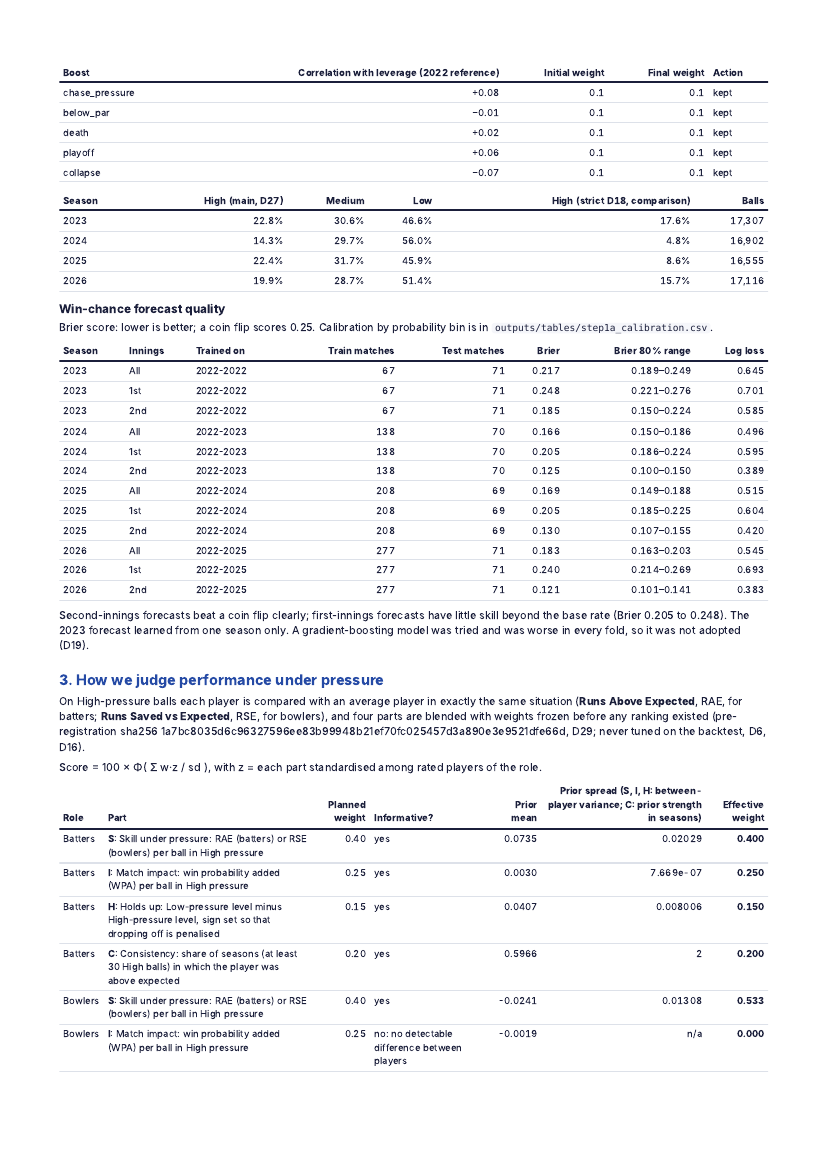 Boost Correlation with leverage (2022 reference) Initial weight Final weight Action
chase_pressure +0.08 0.1 0.1 kept
below_par −0.01 0.1 0.1 kept
death +0.02 0.1 0.1 kept
playoff +0.06 0.1 0.1 kept
collapse −0.07 0.1 0.1 kept
Season High (main, D27) Medium Low High (strict D18, comparison) Balls
2023 22.8% 30.6% 46.6% 17.6% 17,307
2024 14.3% 29.7% 56.0% 4.8% 16,902
2025 22.4% 31.7% 45.9% 8.6% 16,555
2026 19.9% 28.7% 51.4% 15.7% 17,116
Win-chance forecast quality
Brier score: lower is better; a coin flip scores 0.25. Calibration by probability bin is in outputs/tables/step1a_calibration.csv.
Season Innings Trained on Train matches Test matches Brier Brier 80% range Log loss
2023 All 2022-2022 67 71 0.217 0.189–0.249 0.645
2023 1st 2022-2022 67 71 0.248 0.221–0.276 0.701
2023 2nd 2022-2022 67 71 0.185 0.150–0.224 0.585
2024 All 2022-2023 138 70 0.166 0.150–0.186 0.496
2024 1st 2022-2023 138 70 0.205 0.186–0.224 0.595
2024 2nd 2022-2023 138 70 0.125 0.100–0.150 0.389
2025 All 2022-2024 208 69 0.169 0.149–0.188 0.515
2025 1st 2022-2024 208 69 0.205 0.185–0.225 0.604
2025 2nd 2022-2024 208 69 0.130 0.107–0.155 0.420
2026 All 2022-2025 277 71 0.183 0.163–0.203 0.545
2026 1st 2022-2025 277 71 0.240 0.214–0.269 0.693
2026 2nd 2022-2025 277 71 0.121 0.101–0.141 0.383
Second-innings forecasts beat a coin flip clearly; first-innings forecasts have little skill beyond the base rate (Brier 0.205 to 0.248). The
2023 forecast learned from one season only. A gradient-boosting model was tried and was worse in every fold, so it was not adopted
(D19).
3. How we judge performance under pressure
On High-pressure balls each player is compared with an average player in exactly the same situation (Runs Above Expected, RAE, for
batters; Runs Saved vs Expected, RSE, for bowlers), and four parts are blended with weights frozen before any ranking existed (pre-
registration sha256 1a7bc8035d6c96327596ee83b99948b21ef70fc025457d3a890e3e9521dfe66d, D29; never tuned on the backtest, D6,
D16).
Score = 100 × Φ( Σ w·z / sd ), with z = each part standardised among rated players of the role.
Prior spread (S, I, H: between-
Planned Prior player variance; C: prior strength Effective
Role Part weight Informative? mean in seasons) weight
Batters S: Skill under pressure: RAE (batters) or RSE 0.40 yes 0.0735 0.02029 0.400
(bowlers) per ball in High pressure
Batters I: Match impact: win probability added 0.25 yes 0.0030 7.669e-07 0.250
(WPA) per ball in High pressure
Batters H: Holds up: Low-pressure level minus 0.15 yes 0.0407 0.008006 0.150
High-pressure level, sign set so that
dropping off is penalised
Batters C: Consistency: share of seasons (at least 0.20 yes 0.5966 2 0.200
30 High balls) in which the player was
above expected
Bowlers S: Skill under pressure: RAE (batters) or RSE 0.40 yes -0.0241 0.01308 0.533
(bowlers) per ball in High pressure
Bowlers I: Match impact: win probability added 0.25 no: no detectable -0.0019 n/a 0.000
(WPA) per ball in High pressure difference between
players